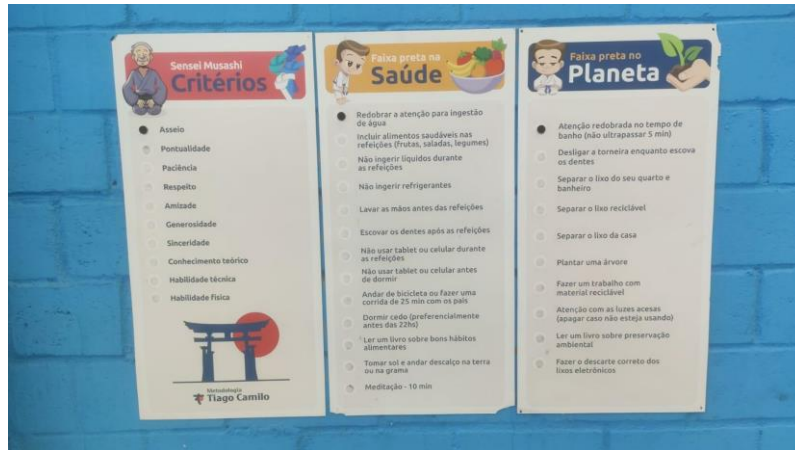 Sensei Musashi
Critérios
Asseio
Pontualidade
Paciência
Respeito
Amizade
Generosidade
Sinceridade
Conhecimento teórico
Habilidade técnica
Habilidade física
Metodologia
Tiago Camilo
Faixa preta na
Saúde
Redobrar a atenção para ingestão
de água
Incluir alimentos saudáveis nas
refeições (frutas, saladas, legumes)
Não ingerir líquidos durante
as refeições
Não ingerir refrigerantes
Lavar as mãos antes das refeições
Escovar os dentes após as refeições
Não usar tablet ou celular durante
as refeições
Não usar tablet ou celular antes
de dormir
Andar de bicicleta ou fazer uma
corrida de 25 min com os pais
Dormir cedo (preferencialmente
antes das 22hs)
Ler um livro sobre bons hábitos
alimentares
Tomar sol e andar descalço na terra
ou na grama
Meditação - 10 min
Faixa preta no
Planeta
Atenção redobrada no tempo de
banho (não ultrapassar 5 min)
Desligar a torneira enquanto escova
os dentes
Separar o lixo do seu quarto e
banheiro
Separar o lixo reciclável
Separar o lixo da casa
Plantar uma árvore
Fazer um trabalho com
material reciclável
Atenção com as luzes acesas
(apagar caso não esteja usando)
Ler um livro sobre preservação
ambiental
Fazer o descarte correto dos
lixos eletrônicos